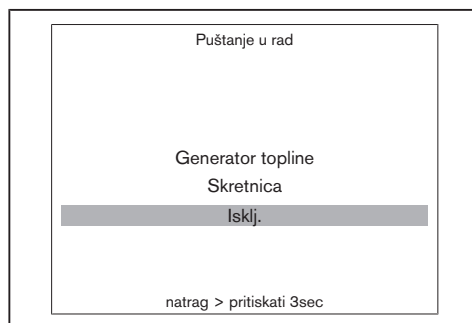 Puštanje u rad
Generator topline
Skretnica
Isklj.
natrag > pritiskati 3sec